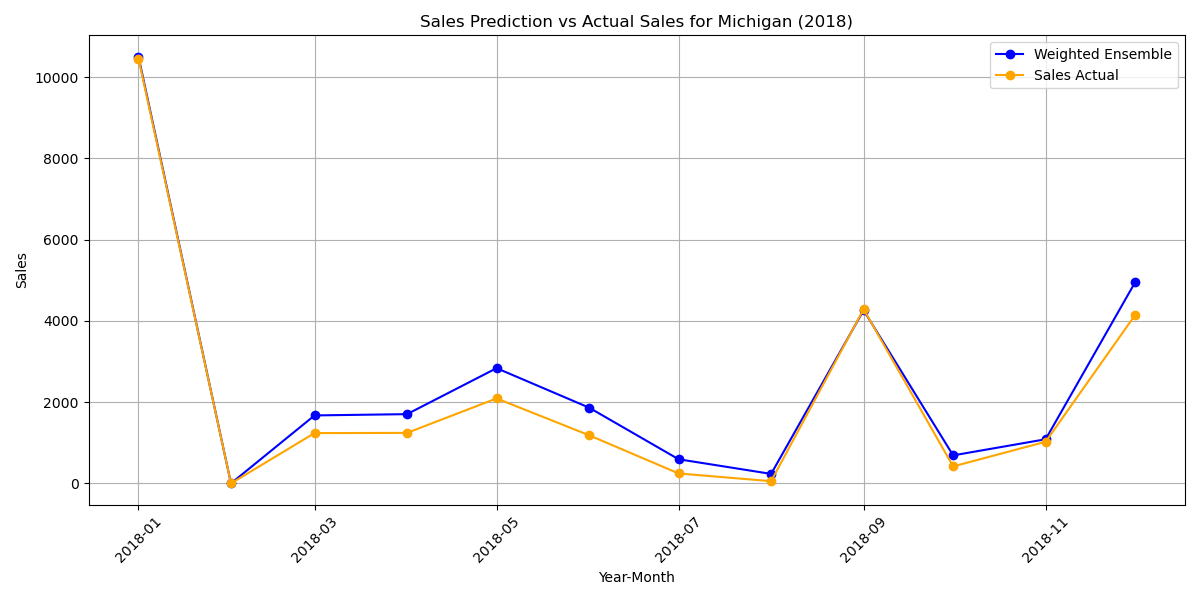 Sales Prediction vs Actual Sales for Michigan (2018)
Weighted Ensemble
Sales Actual
10000
8000
6000
4000
2000
0
Sales
2018-01
2018-03
2018-05
2018-07
2018-09
2018-11
Year-Month